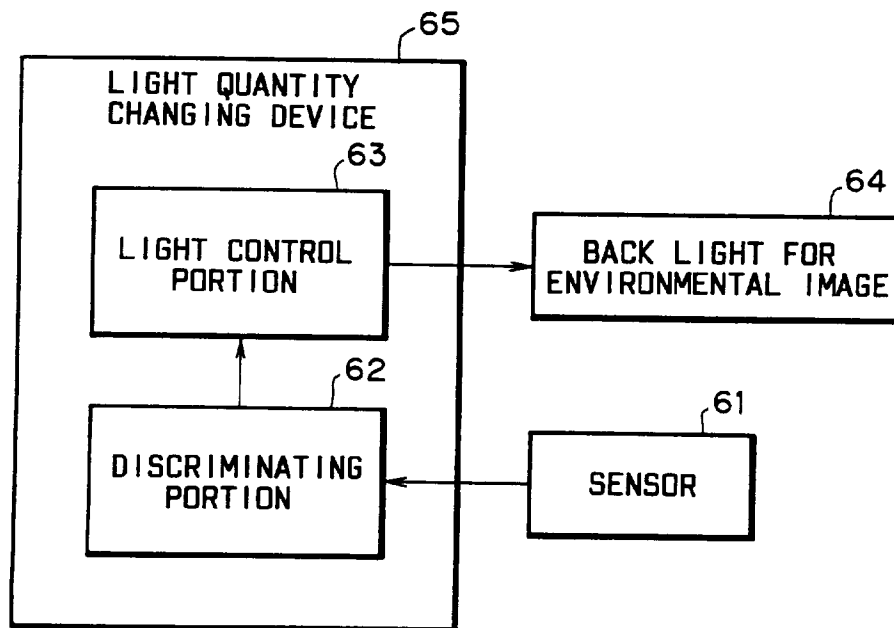 65
LIGHT QUANTITY
CHANGING DEVICE
63
LIGHT CONTROL
PORTION
64
BACK LIGHT FOR
ENVIRONMENTAL IMAGE
62
DISCRIMINATING
PORTION
61
SENSOR